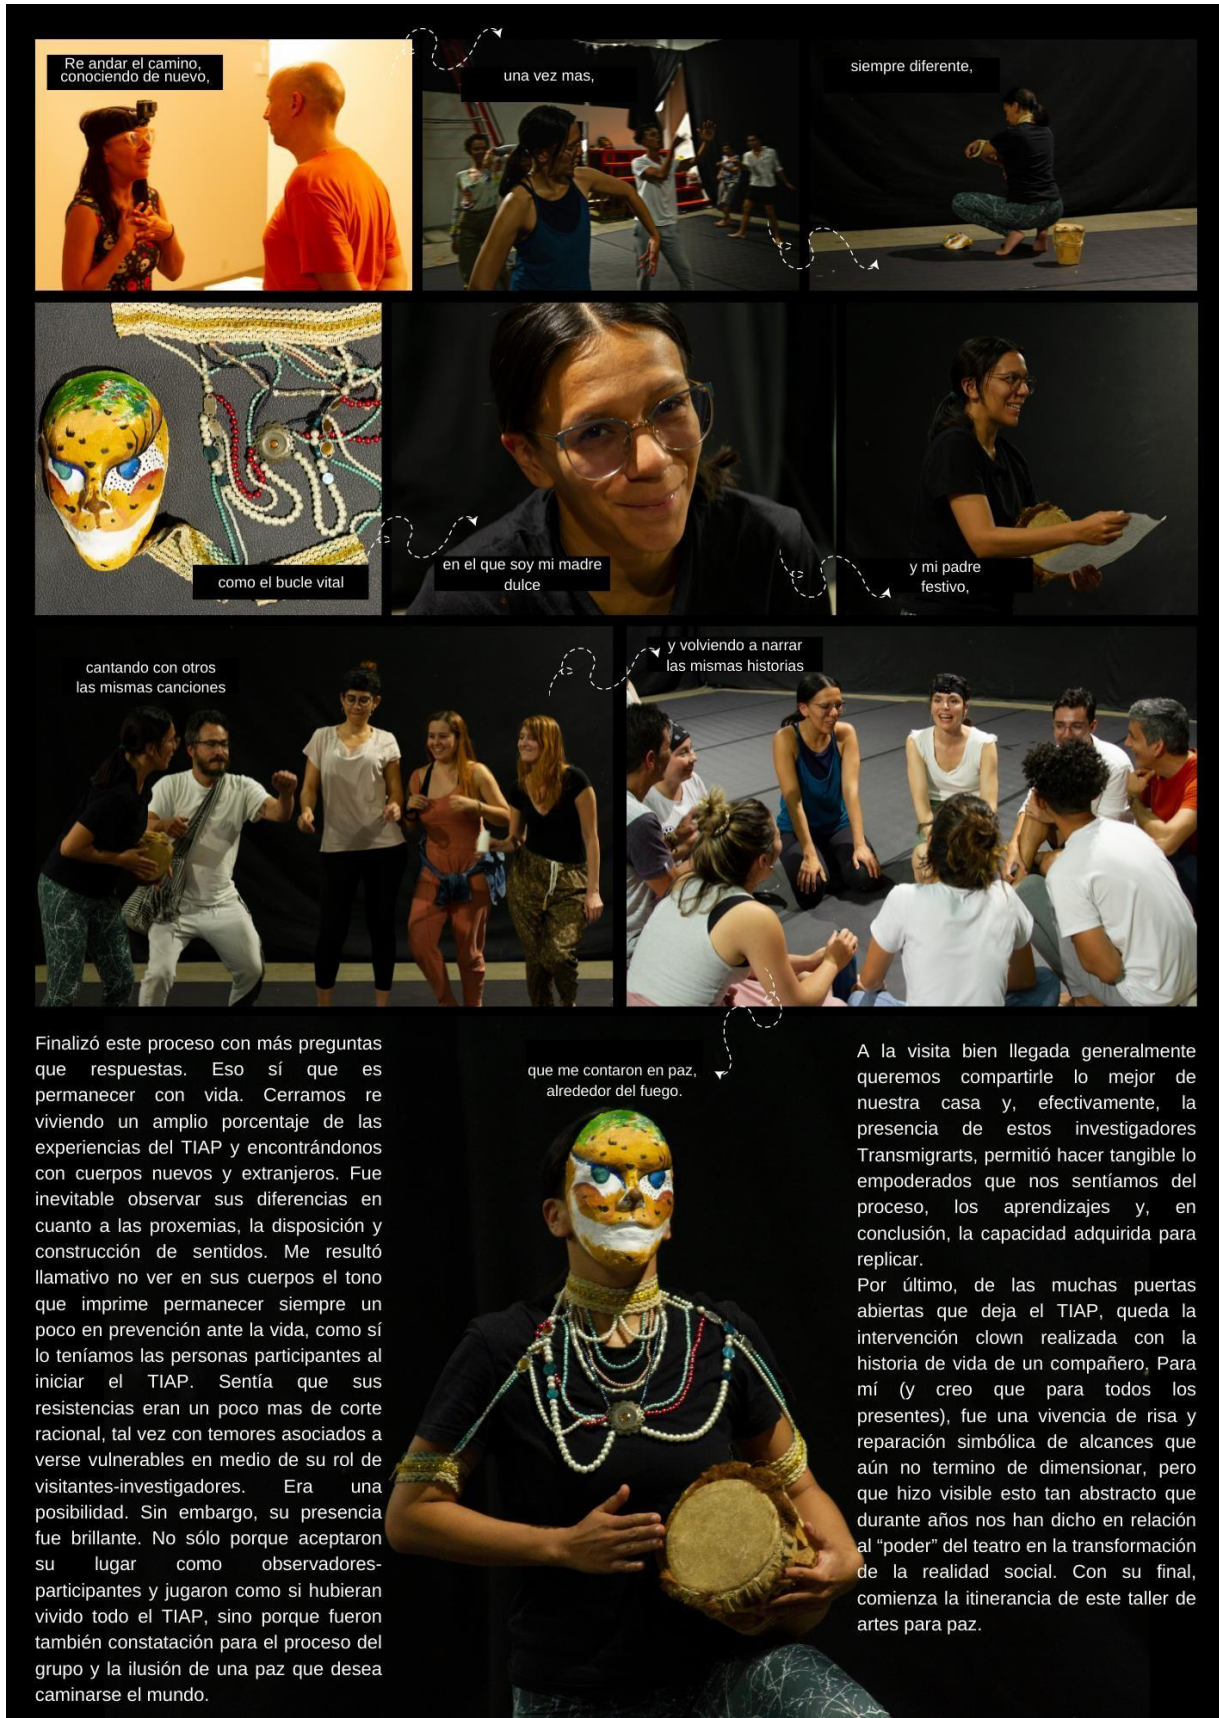 Re andar el camino,
conociendo de nuevo,
una vez mas,
siempre diferente,
como el bucle vital
en el que soy mi madre
dulce
y mi padre
festivo,
cantando con otros
las mismas canciones
y volviendo a narrar
las mismas historias
que me contaron en paz,
alrededor del fuego.
Finalizó este proceso con más preguntas
que respuestas. Eso sí que es
permanecer con vida. Cerramos re
viviendo un amplio porcentaje de las
experiencias del TIAP y encontrándonos
con cuerpos nuevos y extranjeros. Fue
inevitable observar sus diferencias en
cuanto a las proxemias, la disposición y
construcción de sentidos. Me resultó
llamativo no ver en sus cuerpos el tono
que imprime permanecer siempre un
poco en prevención ante la vida, como sí
lo teníamos las personas participantes al
iniciar el TIAP. Sentía que sus
resistencias eran un poco mas de corte
racional, tal vez con temores asociados a
verse vulnerables en medio de su rol de
visitantes-investigadores. Era una
posibilidad. Sin embargo, su presencia
fue brillante. No sólo porque aceptaron
su lugar como observadores-
participantes y jugaron como si hubieran
vivido todo el TIAP, sino porque fueron
también constatación para el proceso del
grupo y la ilusión de una paz que desea
caminarse el mundo.
A la visita bien llegada generalmente
queremos compartirle lo mejor de
nuestra casa y, efectivamente, la
presencia de estos investigadores
Transmigrarts, permitió hacer tangible lo
empoderados que nos sentíamos del
proceso, los aprendizajes y, en
conclusión, la capacidad adquirida para
replicar.
Por último, de las muchas puertas
abiertas que deja el TIAP, queda la
intervención clown realizada con la
historia de vida de un compañero, Para
mí (y creo que para todos los
presentes), fue una vivencia de risa y
reparación simbólica de alcances que
aún no termino de dimensionar, pero
que hizo visible esto tan abstracto que
durante años nos han dicho en relación
al “poder” del teatro en la transformación
de la realidad social. Con su final,
comienza la itinerancia de este taller de
artes para paz.